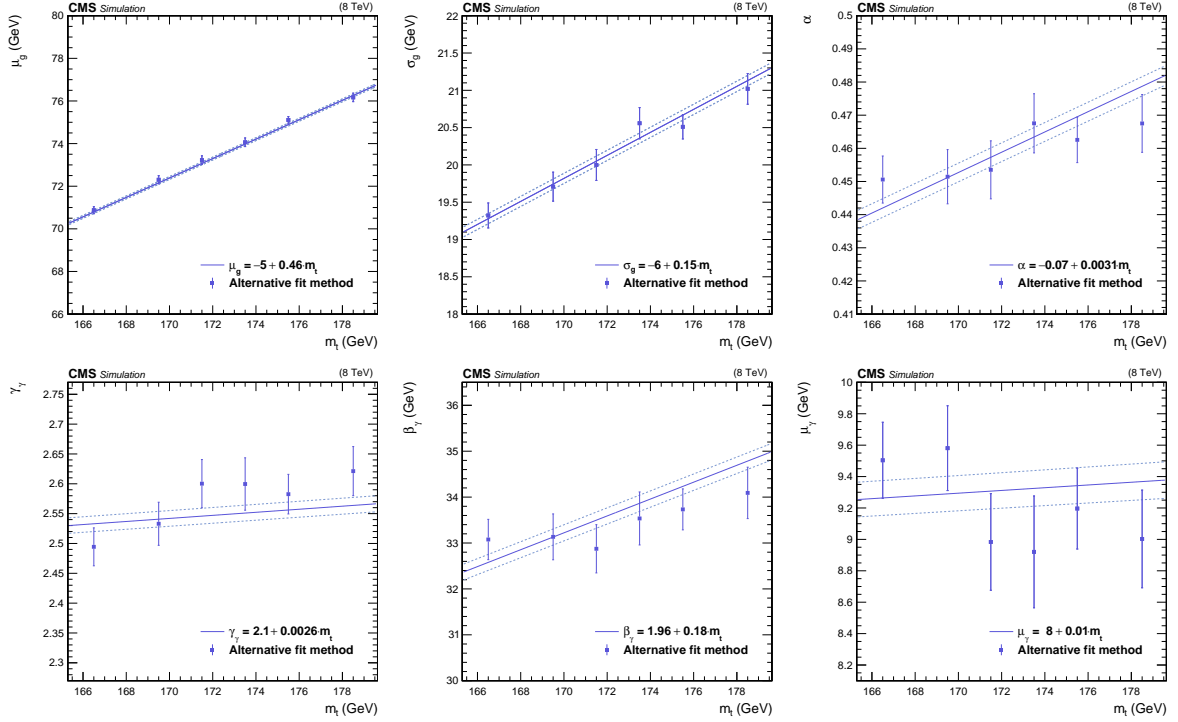 CMS Simulation (8 TeV)
μg (GeV)
80
78
76
74
72
70
68
66
μg = −5 + 0.46·mt
Alternative fit method
166 168 170 172 174 176 178
mt (GeV)
CMS Simulation (8 TeV)
σg (GeV)
22
21.5
21
20.5
20
19.5
19
18.5
18
σg = −6 + 0.15·mt
Alternative fit method
166 168 170 172 174 176 178
mt (GeV)
CMS Simulation (8 TeV)
α
0.5
0.49
0.48
0.47
0.46
0.45
0.44
0.43
0.42
0.41
α = −0.07 + 0.0031·mt
Alternative fit method
166 168 170 172 174 176 178
mt (GeV)
CMS Simulation (8 TeV)
γγ
2.75
2.7
2.65
2.6
2.55
2.5
2.45
2.4
2.35
2.3
γγ = 2.1 + 0.0026·mt
Alternative fit method
166 168 170 172 174 176 178
mt (GeV)
CMS Simulation (8 TeV)
βγ (GeV)
36
35
34
33
32
31
30
βγ = 1.96 + 0.18·mt
Alternative fit method
166 168 170 172 174 176 178
mt (GeV)
CMS Simulation (8 TeV)
μγ (GeV)
10
9.8
9.6
9.4
9.2
9
8.8
8.6
8.4
8.2
μγ = 8 + 0.01·mt
Alternative fit method
166 168 170 172 174 176 178
mt (GeV)